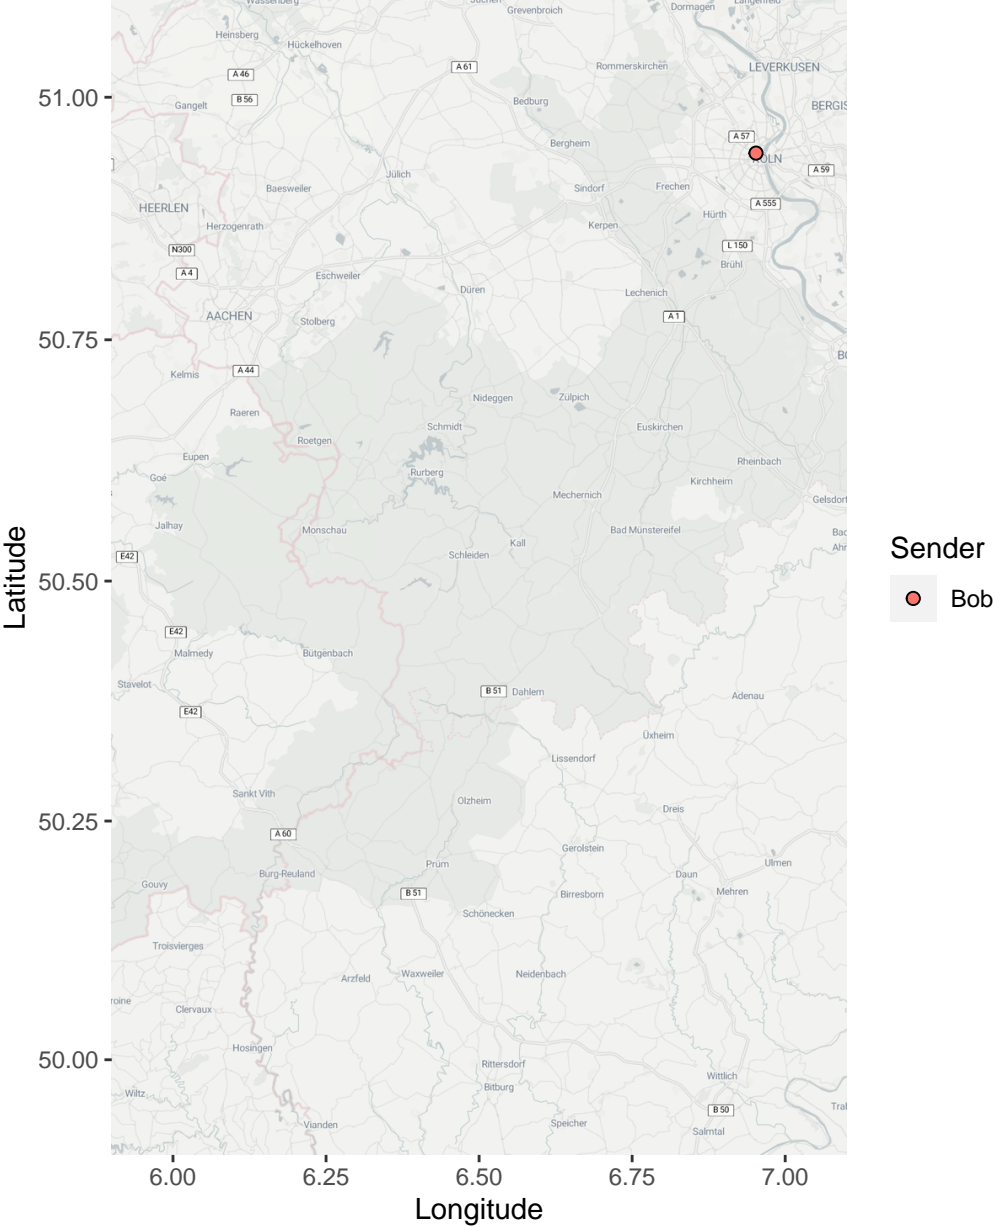 Grevenbroich
Dormagen
Heinsberg
Hückelhoven
A 46
A 61
Rommerskirchen
LEVERKUSEN
51.00
B 56
Gangelt
Bedburg
BERGIS
A 57
Bergheim
KÖLN
A 59
Jülich
Baesweiler
Sindorf
Frechen
HEERLEN
A 555
Hürth
Herzogenrath
Kerpen
N300
L 150
A 4
Eschweiler
Brühl
Düren
Lechenich
AACHEN
Stolberg
A 1
50.75
A 44
Kelmis
Nideggen
Zülpich
Raeren
Schmidt
Euskirchen
Roetgen
Eupen
Rheinbach
Goé
Rurberg
Kirchheim
Mechernich
Gelsdorf
Jalhay
Monschau
Bad Münstereifel
Kall
E42
Schleiden
Latitude
50.50
Sender
Bob
E42
Malmedy
Bütgenbach
Stavelot
B 51
Dahlem
Adenau
E42
Üxheim
Lissendorf
Sankt Vith
Olzheim
Dreis
50.25
A 60
Gerolstein
Prüm
Ulmen
Burg-Reuland
Daun
Gouvy
B 51
Birresborn
Mehren
Schönecken
Troisvierges
Arzfeld
Waxweiler
Neidenbach
Clervaux
50.00
Hosingen
Rittersdorf
Wittlich
Bitburg
Wiltz
B 50
Vianden
Speicher
Salmtal
6.00
6.25
6.50
6.75
7.00
Longitude